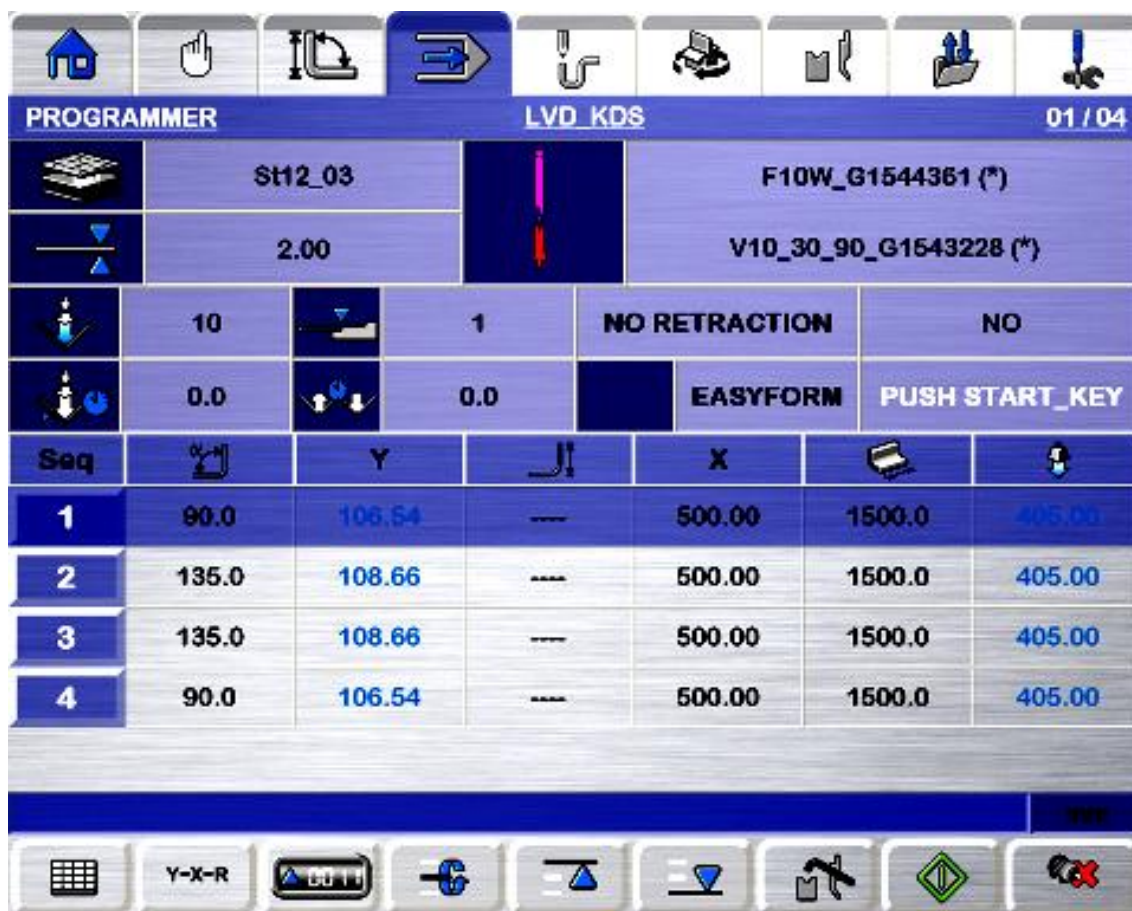 PROGRAMMER LVD_KDS 01 / 04
St12_03 F10W_G1544361 (*)
2.00 V10_30_90_G1543228 (*)
10 1 NO RETRACTION NO
0.0 0.0 EASYFORM PUSH START_KEY
Seq Y X
1 90.0 106.54 ---- 500.00 1500.0 405.00
2 135.0 108.66 ---- 500.00 1500.0 405.00
3 135.0 108.66 ---- 500.00 1500.0 405.00
4 90.0 106.54 ---- 500.00 1500.0 405.00
Y-X-R